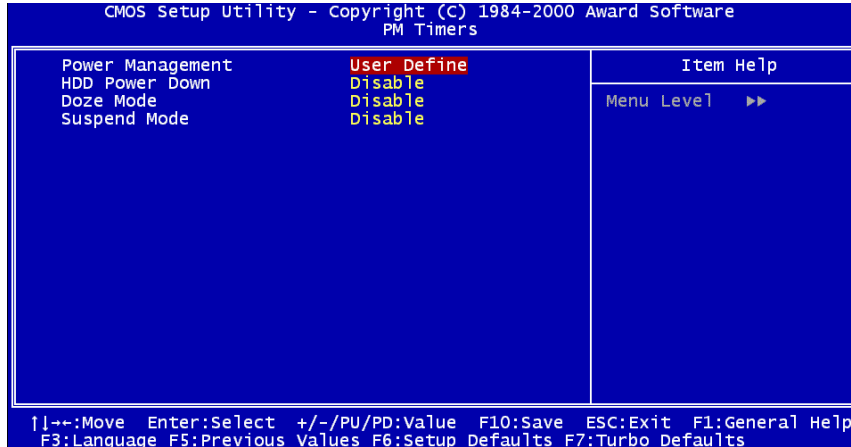 CMOS Setup Utility - Copyright (C) 1984-2000 Award Software
PM Timers
Power Management User Define
HDD Power Down Disable
Doze Mode Disable
Suspend Mode Disable
Item Help
Menu Level ▶▶
↑↓→←:Move Enter:Select +/-/PU/PD:Value F10:Save ESC:Exit F1:General Help
F3:Language F5:Previous Values F6:Setup Defaults F7:Turbo Defaults